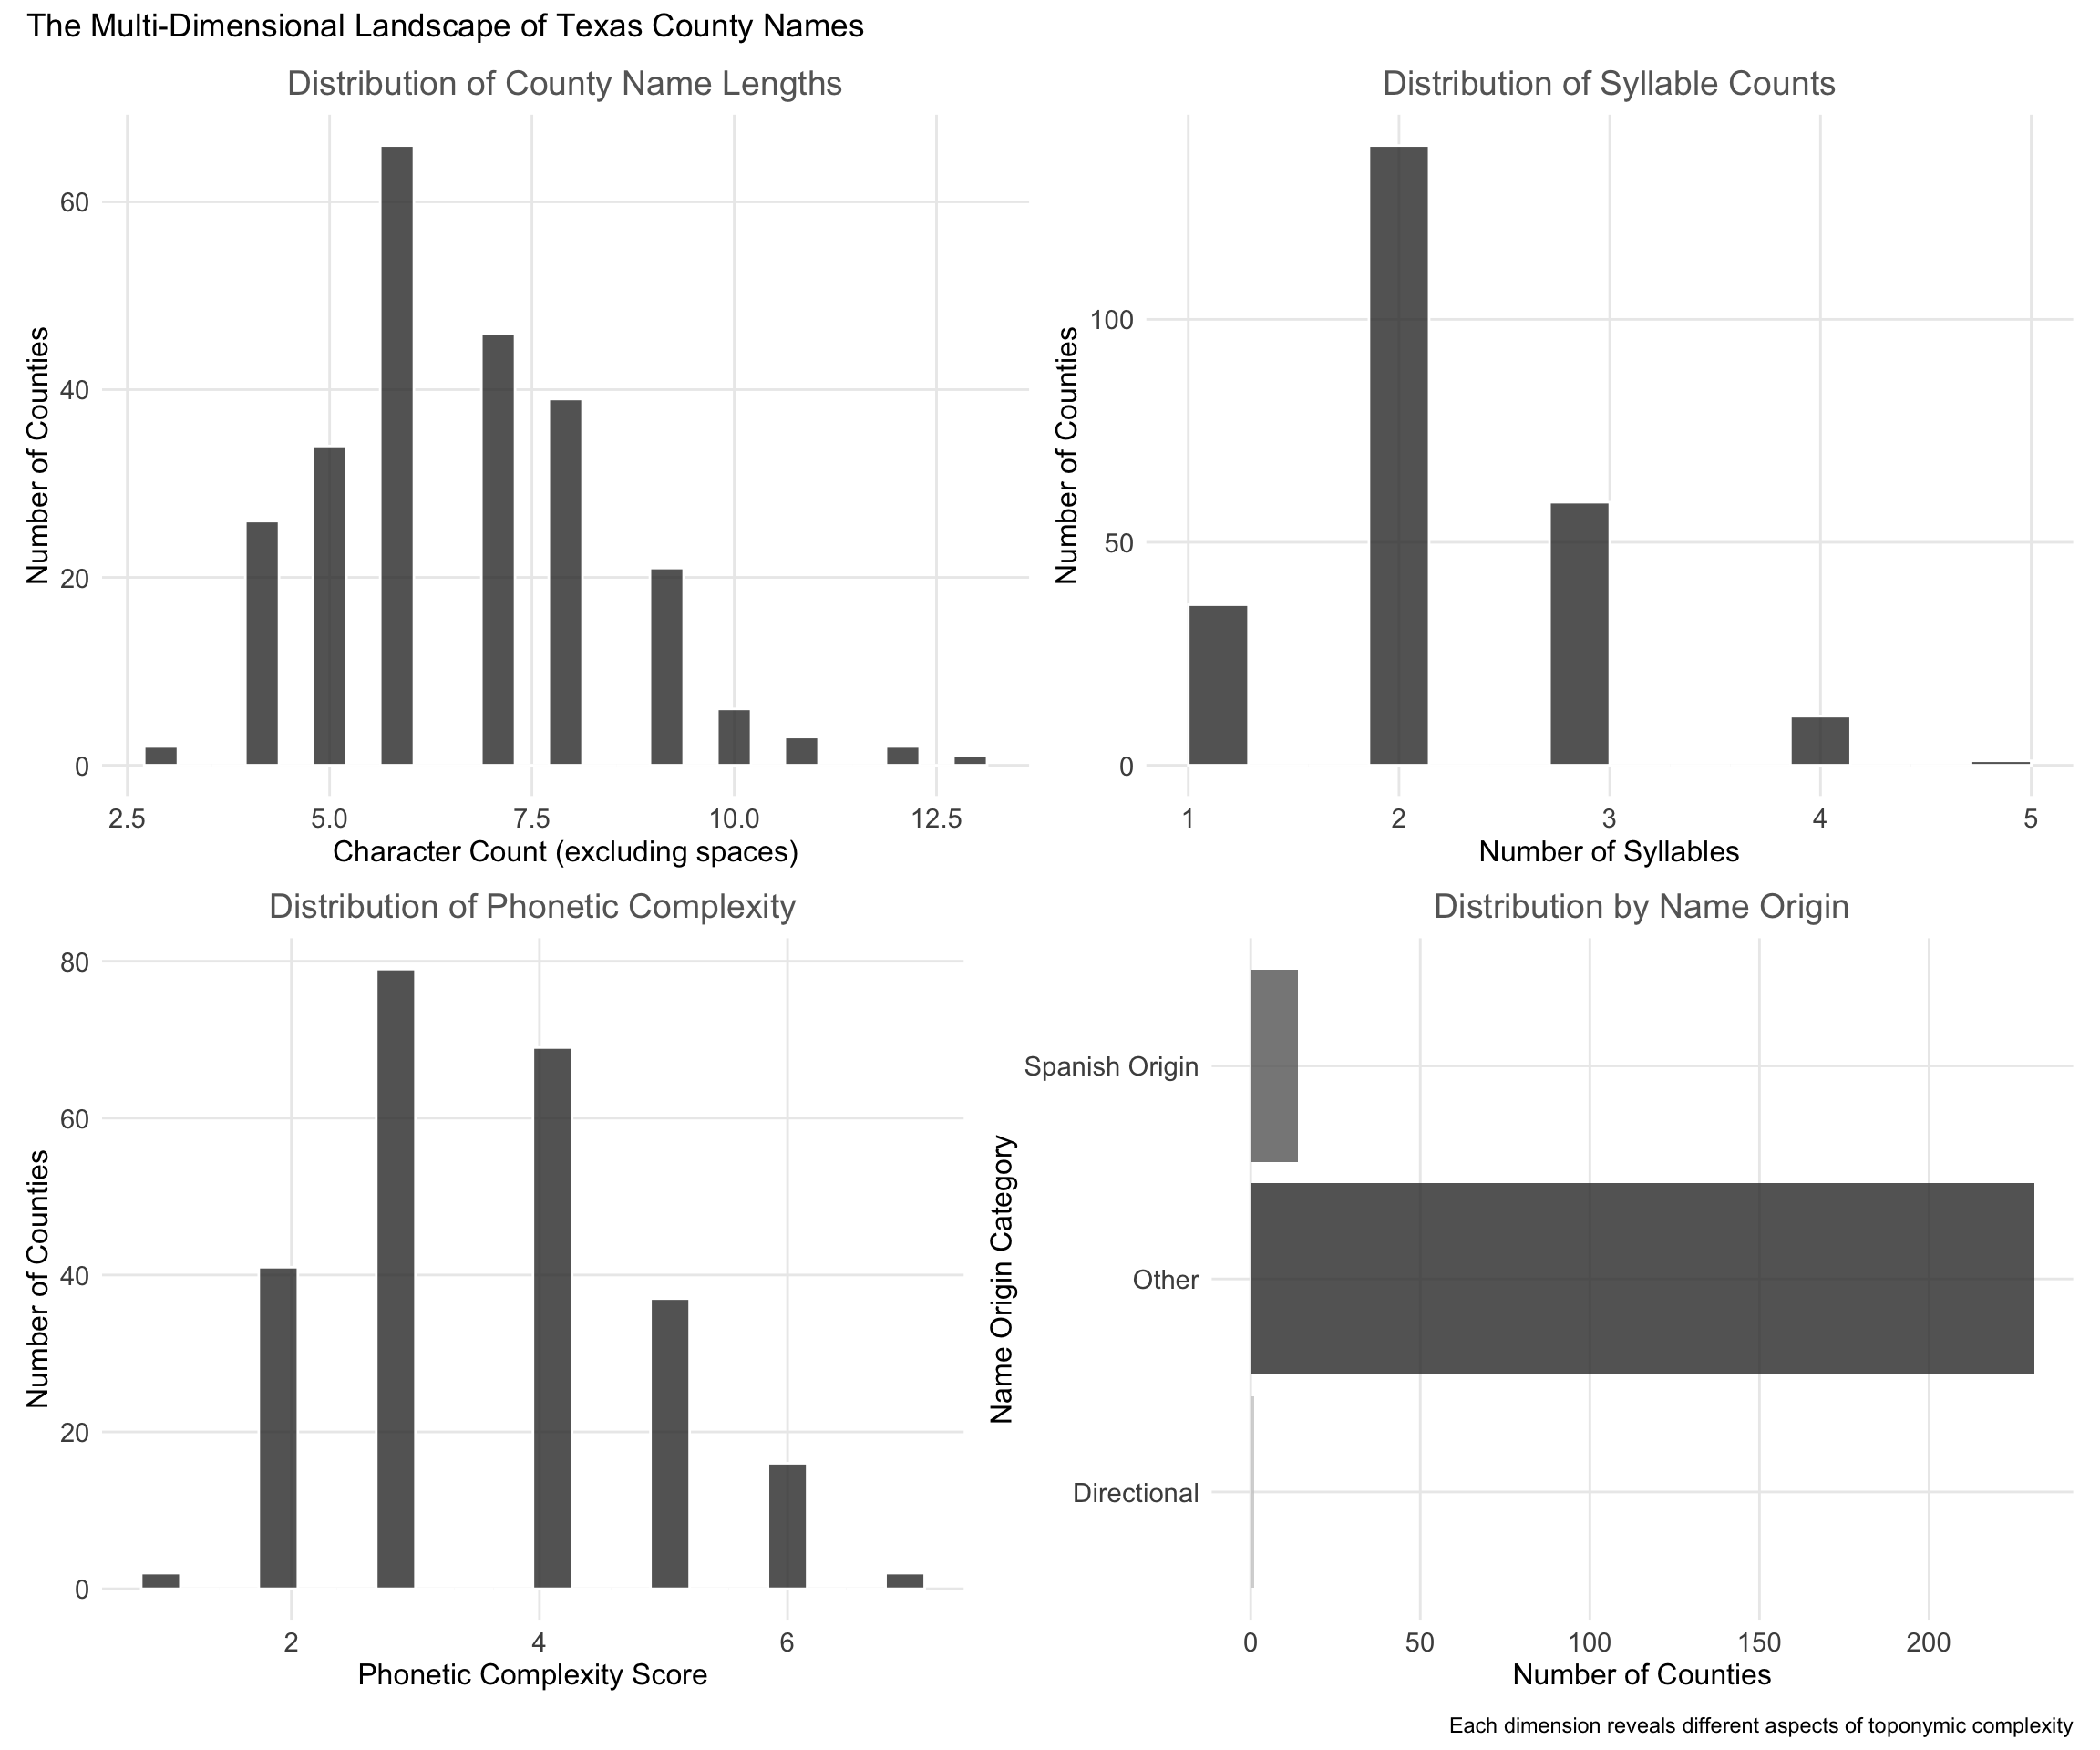 The Multi-Dimensional Landscape of Texas County Names
Distribution of County Name Lengths
Number of Counties
60
40
20
0
2.5 5.0 7.5 10.0 12.5
Character Count (excluding spaces)
Distribution of Syllable Counts
Number of Counties
100
50
0
1 2 3 4 5
Number of Syllables
Distribution of Phonetic Complexity
Number of Counties
80
60
40
20
0
2 4 6
Phonetic Complexity Score
Distribution by Name Origin
Name Origin Category
Spanish Origin
Other
Directional
0 50 100 150 200
Number of Counties
Each dimension reveals different aspects of toponymic complexity